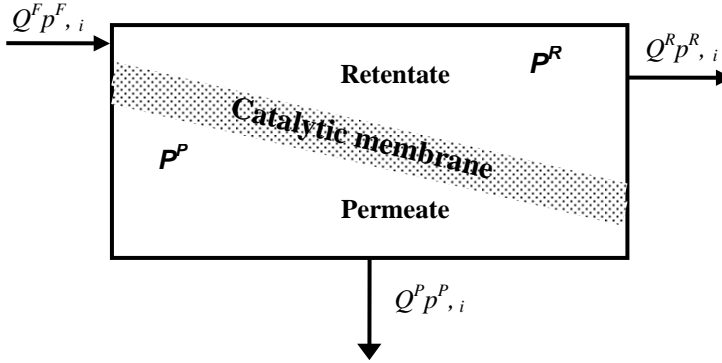 Q^F p^F, i
Q^R p^R, i
P^R
Retentate
Catalytic membrane
P^P
Permeate
Q^P p^P, i